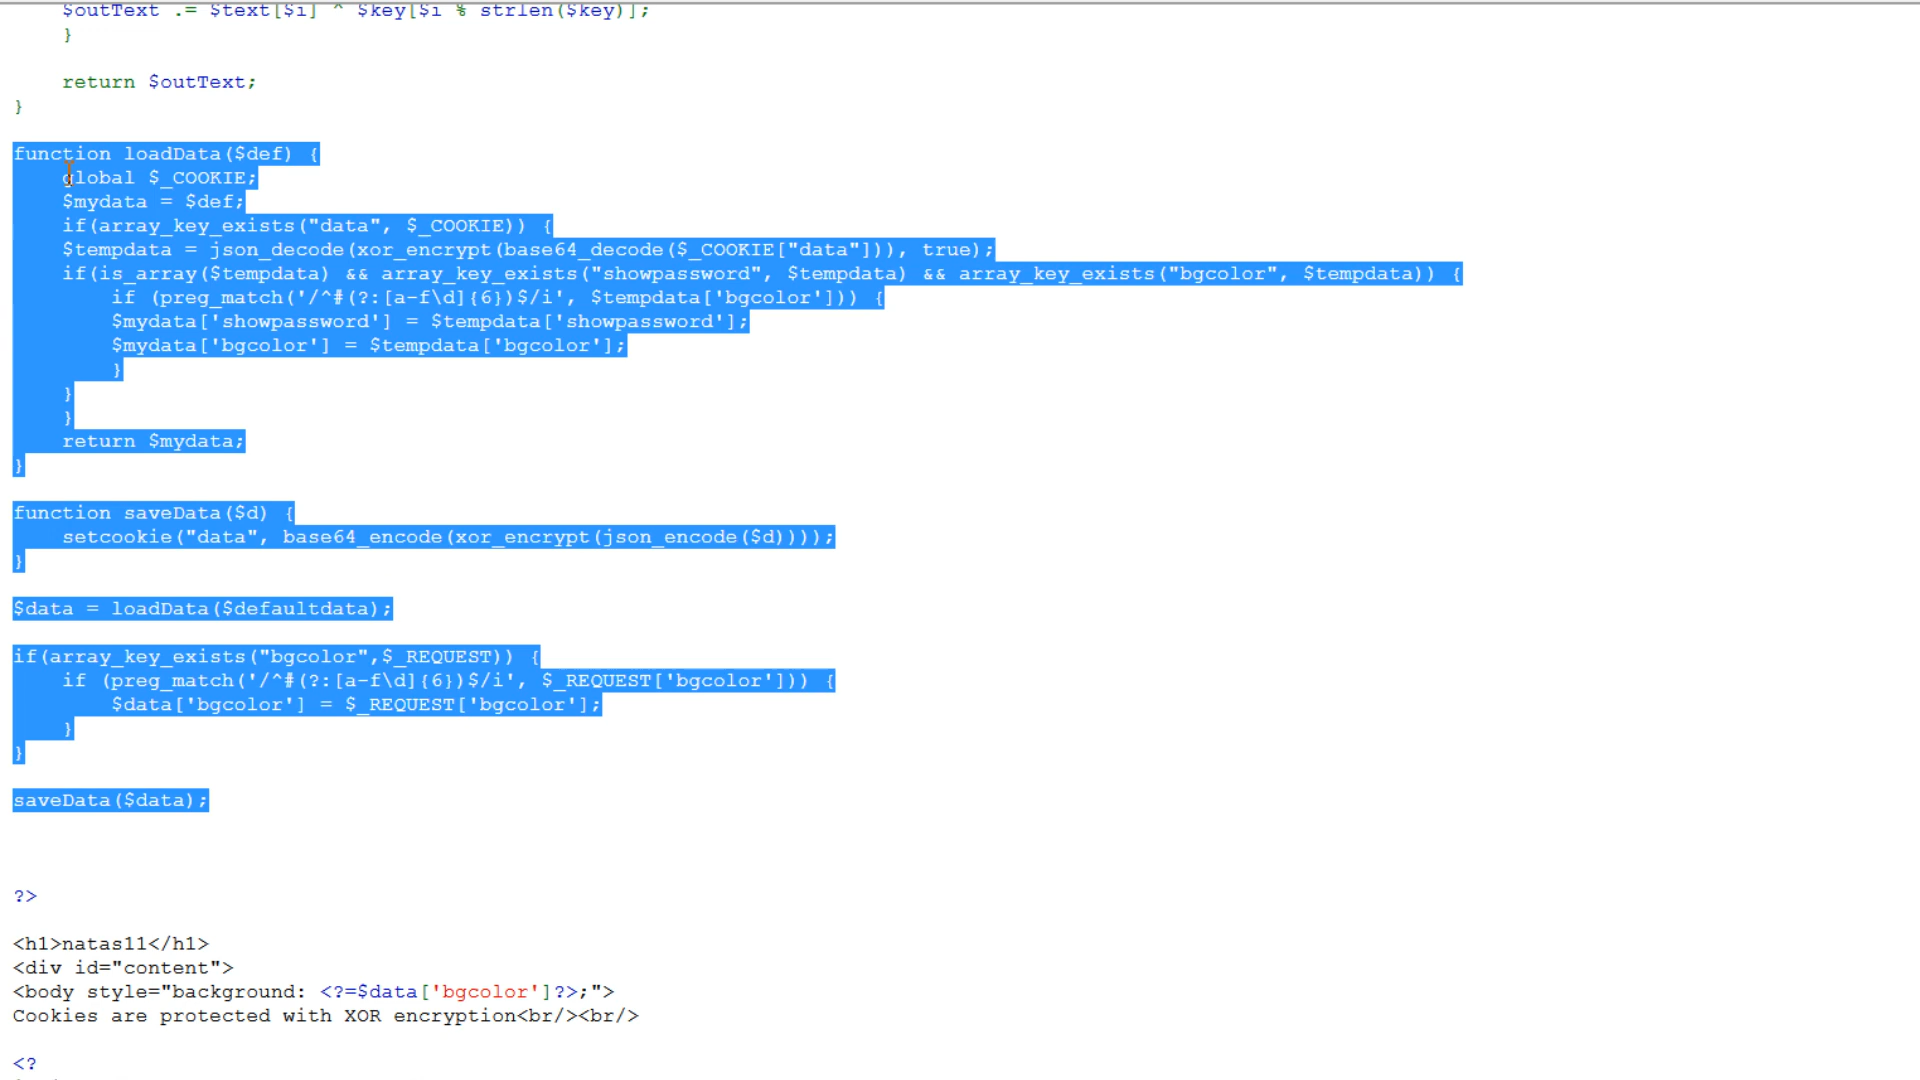 $outText .= $text[$i] ^ $key[$i % strlen($key)];
}
return $outText;
}
function loadData($def) {
global $_COOKIE;
$mydata = $def;
if(array_key_exists("data", $_COOKIE)) {
$tempdata = json_decode(xor_encrypt(base64_decode($_COOKIE["data"])), true);
if(is_array($tempdata) && array_key_exists("showpassword", $tempdata) && array_key_exists("bgcolor", $tempdata)) {
if (preg_match('/^#(?:[a-f\d]{6})$/i', $tempdata['bgcolor'])) {
$mydata['showpassword'] = $tempdata['showpassword'];
$mydata['bgcolor'] = $tempdata['bgcolor'];
}
}
}
return $mydata;
}
function saveData($d) {
setcookie("data", base64_encode(xor_encrypt(json_encode($d))));
}
$data = loadData($defaultdata);
if(array_key_exists("bgcolor",$_REQUEST)) {
if (preg_match('/^#(?:[a-f\d]{6})$/i', $_REQUEST['bgcolor'])) {
$data['bgcolor'] = $_REQUEST['bgcolor'];
}
}
saveData($data);
?>
<h1>natas11</h1>
<div id="content">
<body style="background: <?=$data['bgcolor']?>;">
Cookies are protected with XOR encryption<br/><br/>
<?